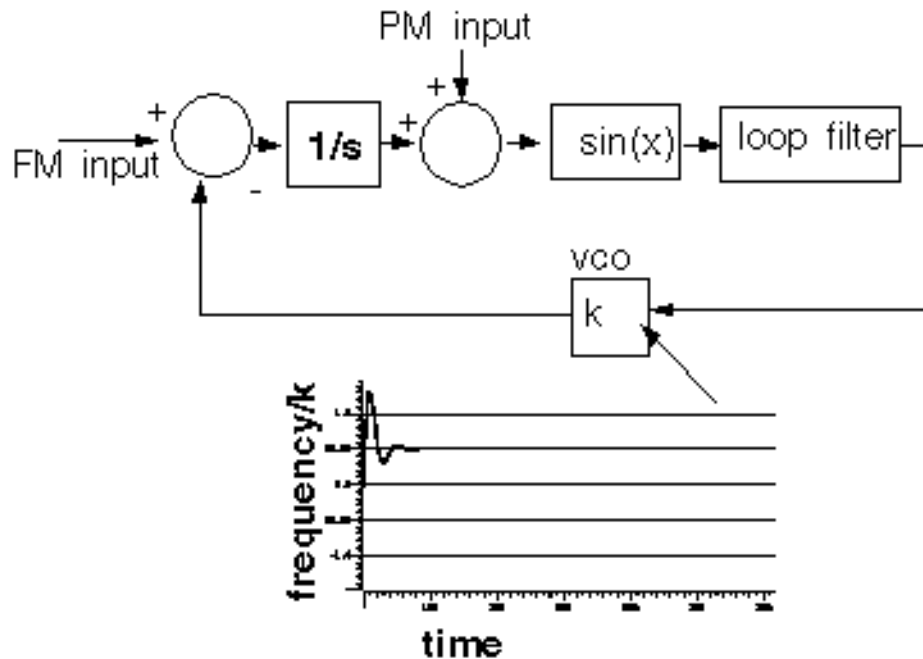 PM input
+
+
+
1/s
sin(x)
loop filter
FM input
-
vco
k
frequency/k
time